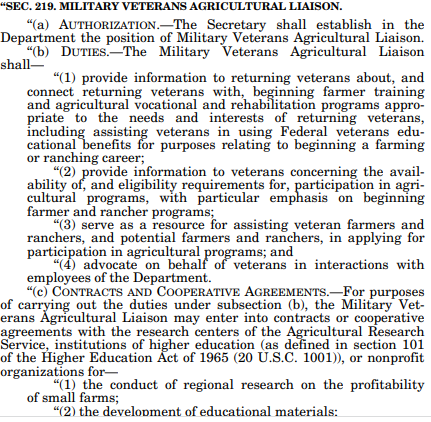 “SEC. 219. MILITARY VETERANS AGRICULTURAL LIAISON.
“(a) AUTHORIZATION.—The Secretary shall establish in the
Department the position of Military Veterans Agricultural Liaison.
“(b) DUTIES.—The Military Veterans Agricultural Liaison
shall—
“(1) provide information to returning veterans about, and
connect returning veterans with, beginning farmer training
and agricultural vocational and rehabilitation programs appro-
priate to the needs and interests of returning veterans,
including assisting veterans in using Federal veterans edu-
cational benefits for purposes relating to beginning a farming
or ranching career;
“(2) provide information to veterans concerning the avail-
ability of, and eligibility requirements for, participation in agri-
cultural programs, with particular emphasis on beginning
farmer and rancher programs;
“(3) serve as a resource for assisting veteran farmers and
ranchers, and potential farmers and ranchers, in applying for
participation in agricultural programs; and
“(4) advocate on behalf of veterans in interactions with
employees of the Department.
“(c) CONTRACTS AND COOPERATIVE AGREEMENTS.—For purposes
of carrying out the duties under subsection (b), the Military Vet-
erans Agricultural Liaison may enter into contracts or cooperative
agreements with the research centers of the Agricultural Research
Service, institutions of higher education (as defined in section 101
of the Higher Education Act of 1965 (20 U.S.C. 1001)), or nonprofit
organizations for—
“(1) the conduct of regional research on the profitability
of small farms;
“(2) the development of educational materials;